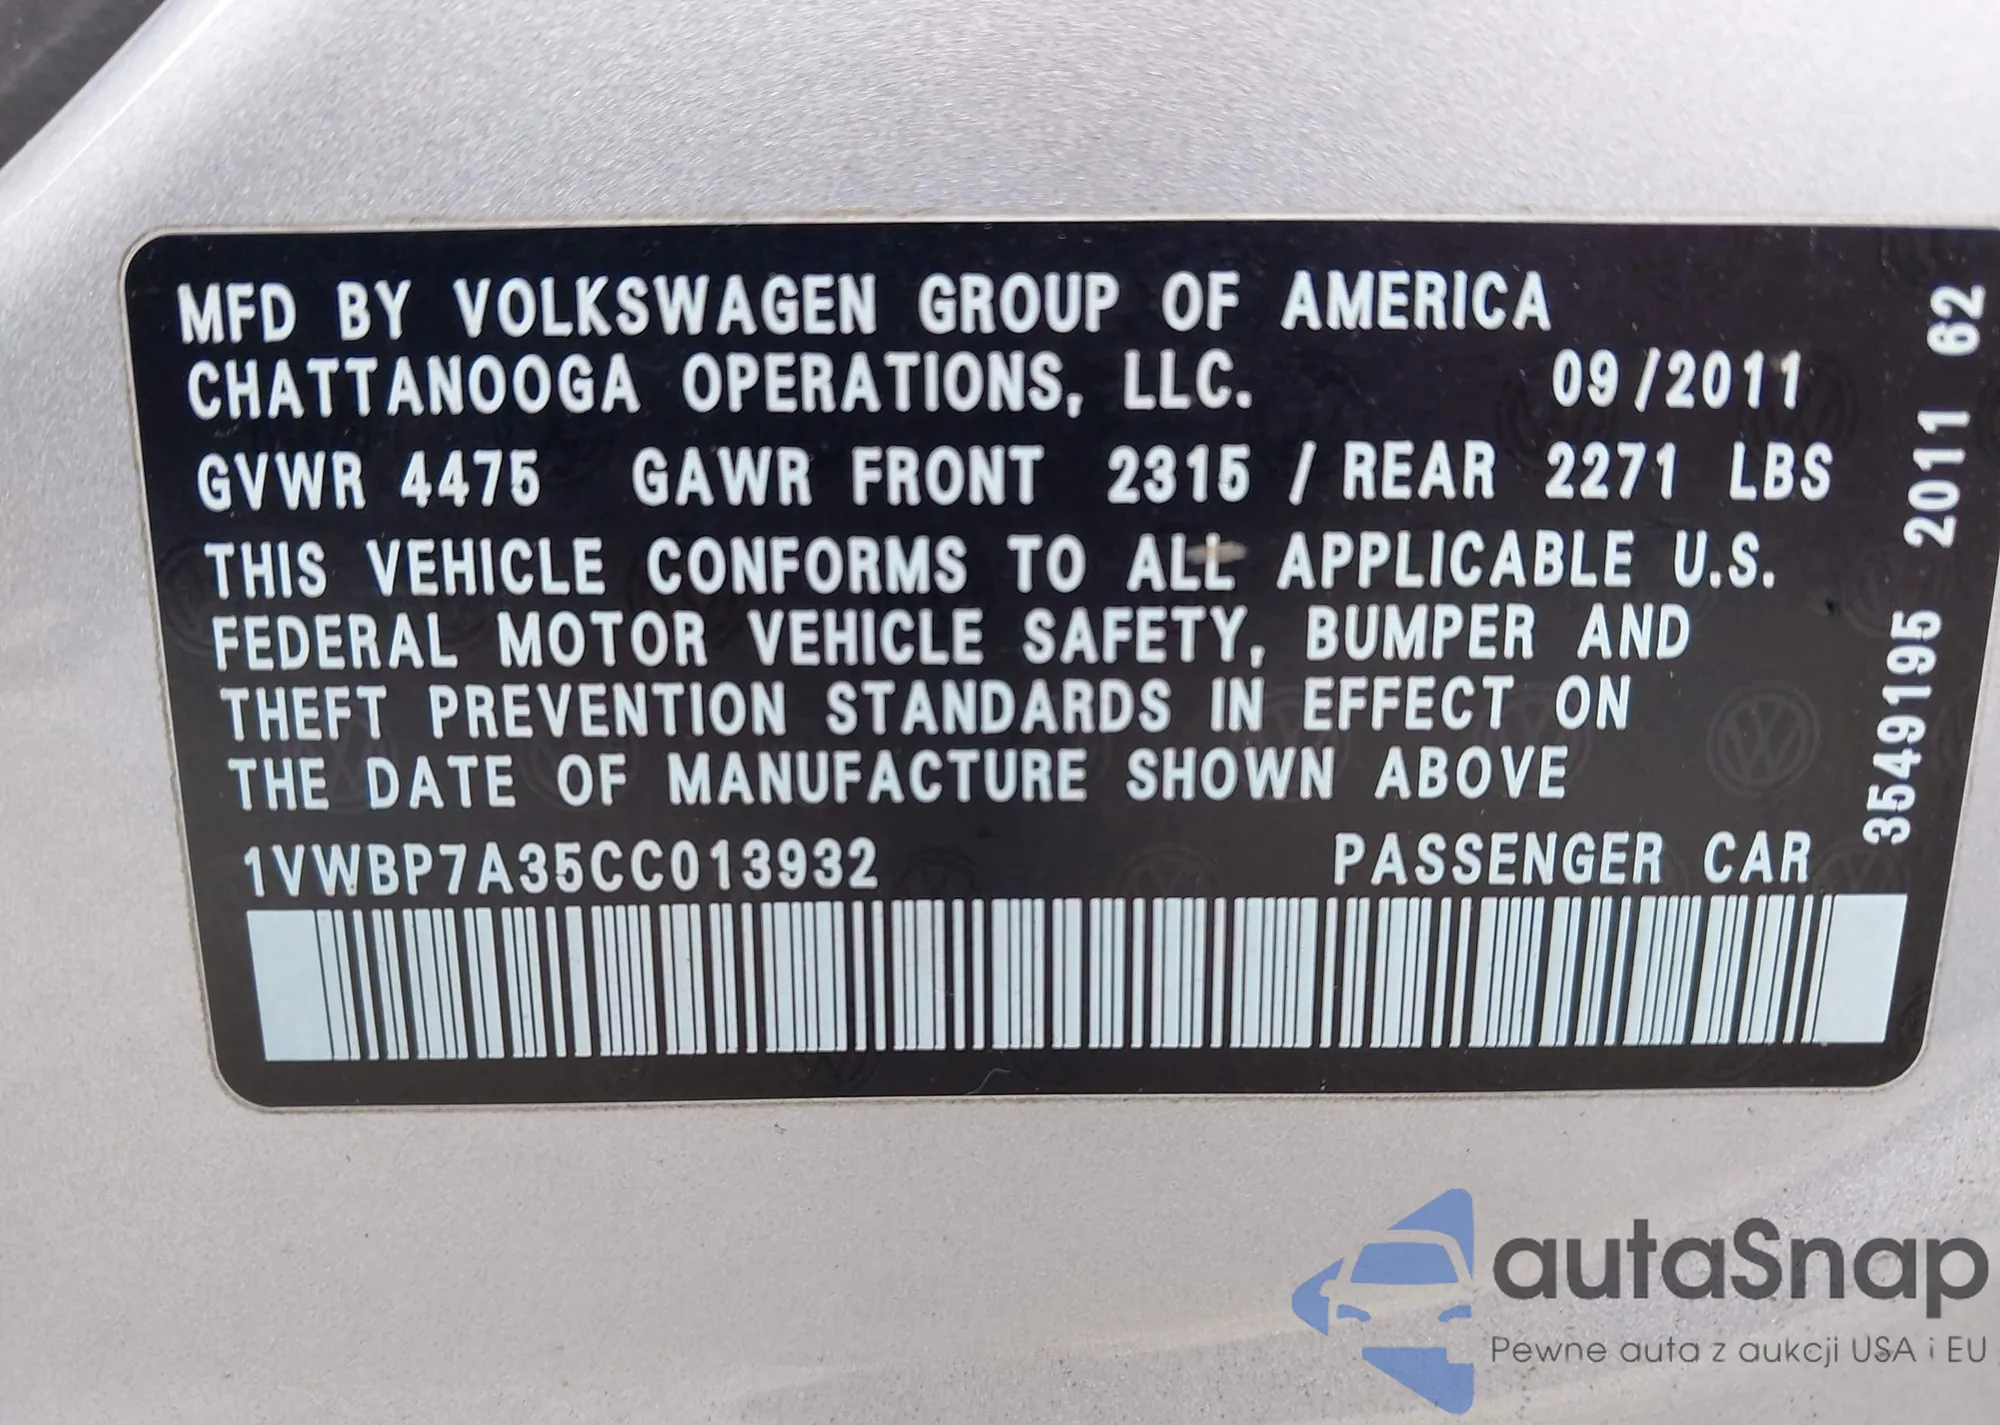 MFD BY VOLKSWAGEN GROUP OF AMERICA
CHATTANOOGA OPERATIONS, LLC. 09/2011
GVWR 4475 GAWR FRONT 2315 / REAR 2271 LBS
THIS VEHICLE CONFORMS TO ALL APPLICABLE U.S.
FEDERAL MOTOR VEHICLE SAFETY, BUMPER AND
THEFT PREVENTION STANDARDS IN EFFECT ON
THE DATE OF MANUFACTURE SHOWN ABOVE
1VWBP7A35CC013932 PASSENGER CAR
3549195 2011 62
autaSnap
Pewne auta z aukcji USA i EU